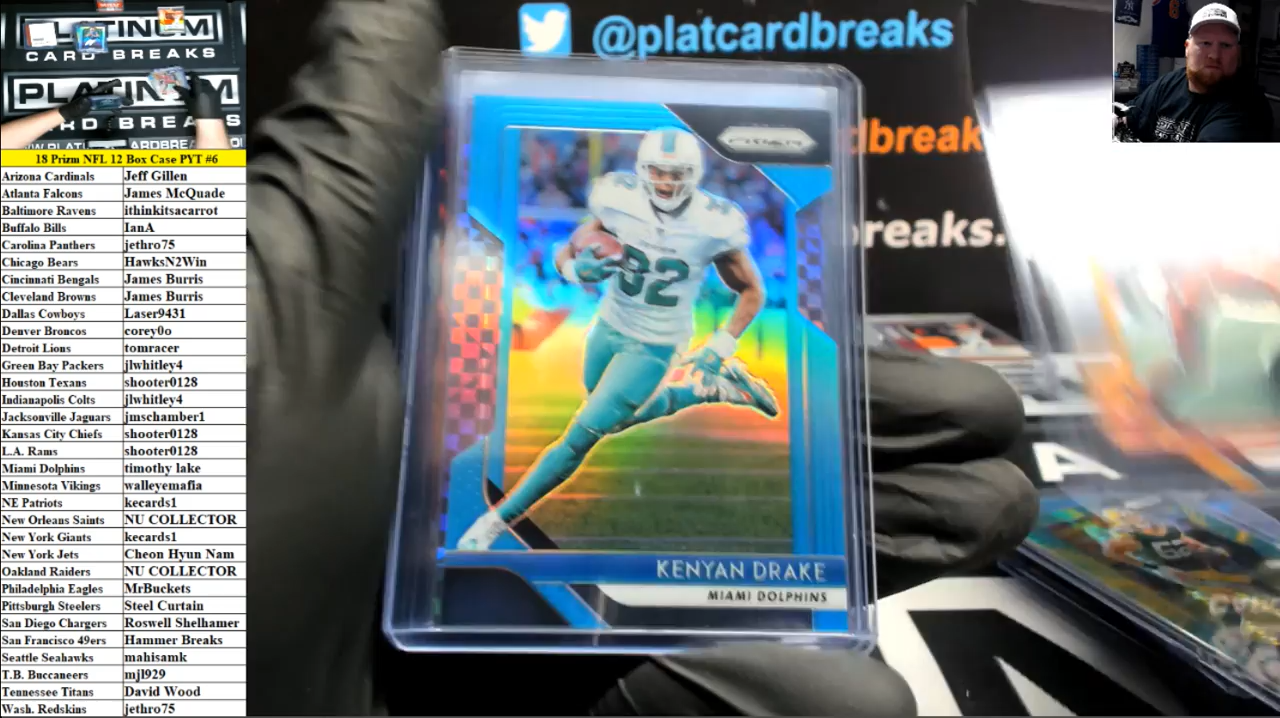 PLATINUM
CARD BREAKS
PLATINUM
CARD BREAKS
18 Prizm NFL 12 Box Case PYT #6
Arizona Cardinals Jeff Gillen
Atlanta Falcons James McQuade
Baltimore Ravens ithinkitsacarrot
Buffalo Bills IanA
Carolina Panthers jethro75
Chicago Bears HawksN2Win
Cincinnati Bengals James Burris
Cleveland Browns James Burris
Dallas Cowboys Laser9431
Denver Broncos corey0o
Detroit Lions tomracer
Green Bay Packers jlwhitley4
Houston Texans shooter0128
Indianapolis Colts jlwhitley4
Jacksonville Jaguars jmschamber1
Kansas City Chiefs shooter0128
L.A. Rams shooter0128
Miami Dolphins timothy lake
Minnesota Vikings walleyemafia
NE Patriots kecards1
New Orleans Saints NU COLLECTOR
New York Giants kecards1
New York Jets Cheon Hyun Nam
Oakland Raiders NU COLLECTOR
Philadelphia Eagles MrBuckets
Pittsburgh Steelers Steel Curtain
San Diego Chargers Roswell Shelhamer
San Francisco 49ers Hammer Breaks
Seattle Seahawks mahisamk
T.B. Buccaneers mjl929
Tennessee Titans David Wood
Wash. Redskins jethro75
@platcardbreaks
dbreak
reaks.
PRIZM
32
KENYAN DRAKE
MIAMI DOLPHINS